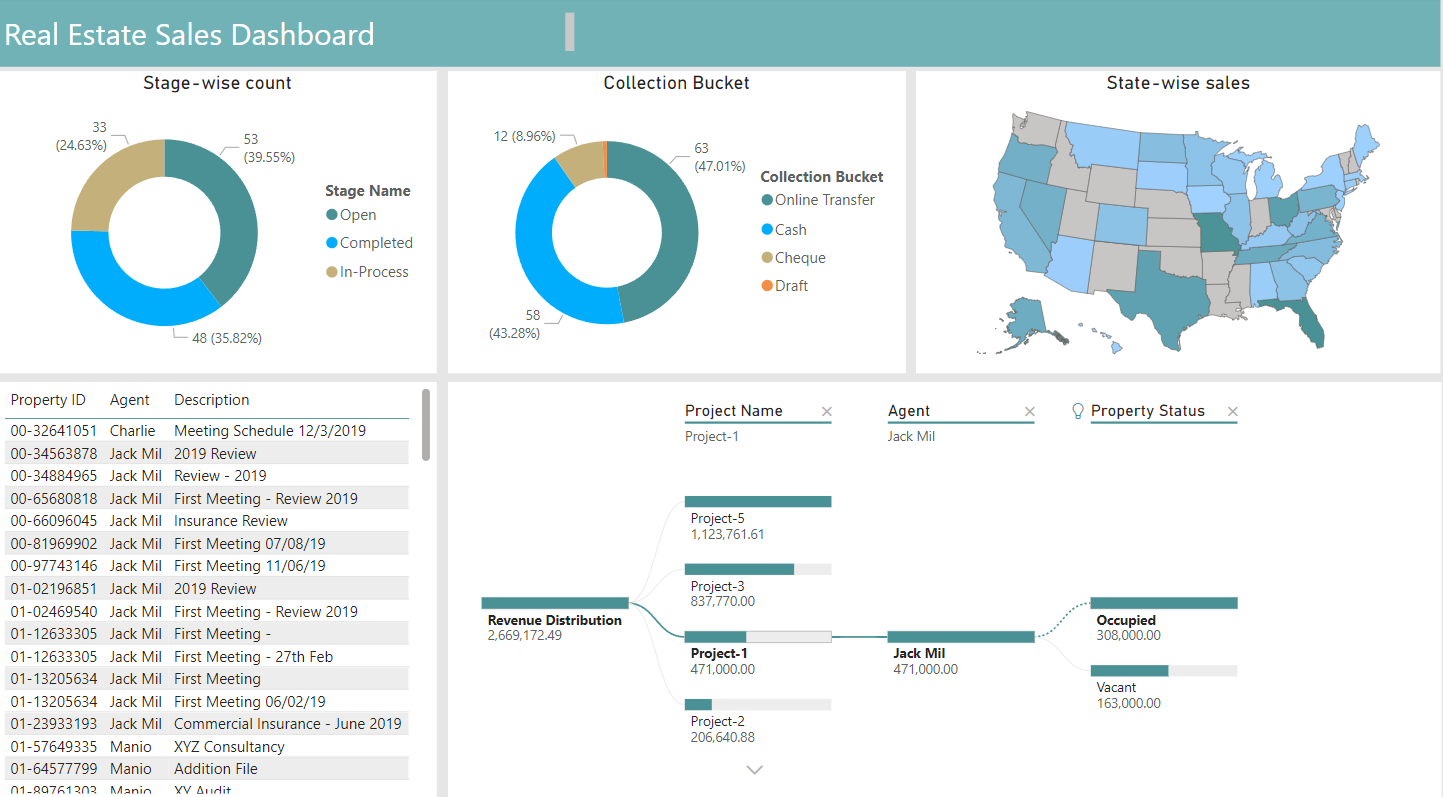 Real Estate Sales Dashboard
Stage-wise count
33
(24.63%)
53
(39.55%)
48 (35.82%)
Stage Name
Open
Completed
In-Process
Collection Bucket
12 (8.96%)
63
(47.01%)
58
(43.28%)
Collection Bucket
Online Transfer
Cash
Cheque
Draft
State-wise sales
Property ID Agent Description
00-32641051 Charlie Meeting Schedule 12/3/2019
00-34563878 Jack Mil 2019 Review
00-34884965 Jack Mil Review - 2019
00-65680818 Jack Mil First Meeting - Review 2019
00-66096045 Jack Mil Insurance Review
00-81969902 Jack Mil First Meeting 07/08/19
00-97743146 Jack Mil First Meeting 11/06/19
01-02196851 Jack Mil 2019 Review
01-02469540 Jack Mil First Meeting - Review 2019
01-12633305 Jack Mil First Meeting -
01-12633305 Jack Mil First Meeting - 27th Feb
01-13205634 Jack Mil First Meeting
01-13205634 Jack Mil First Meeting 06/02/19
01-23933193 Jack Mil Commercial Insurance - June 2019
01-57649335 Manio XYZ Consultancy
01-64577799 Manio Addition File
01-89761303 Manio XY Audit
Project Name
Project-1
Agent
Jack Mil
Property Status
Revenue Distribution
2,669,172.49
Project-5
1,123,761.61
Project-3
837,770.00
Project-1
471,000.00
Project-2
206,640.88
Jack Mil
471,000.00
Occupied
308,000.00
Vacant
163,000.00